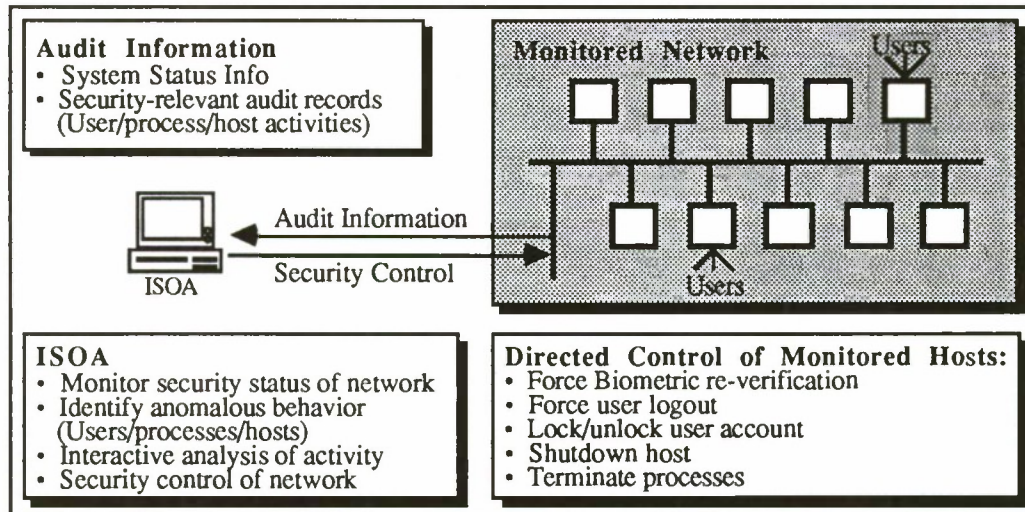 Audit Information
• System Status Info
• Security-relevant audit records
(User/process/host activities)
Monitored Network
Users
Users
Audit Information
Security Control
ISOA
ISOA
• Monitor security status of network
• Identify anomalous behavior
(Users/processes/hosts)
• Interactive analysis of activity
• Security control of network
Directed Control of Monitored Hosts:
• Force Biometric re-verification
• Force user logout
• Lock/unlock user account
• Shutdown host
• Terminate processes